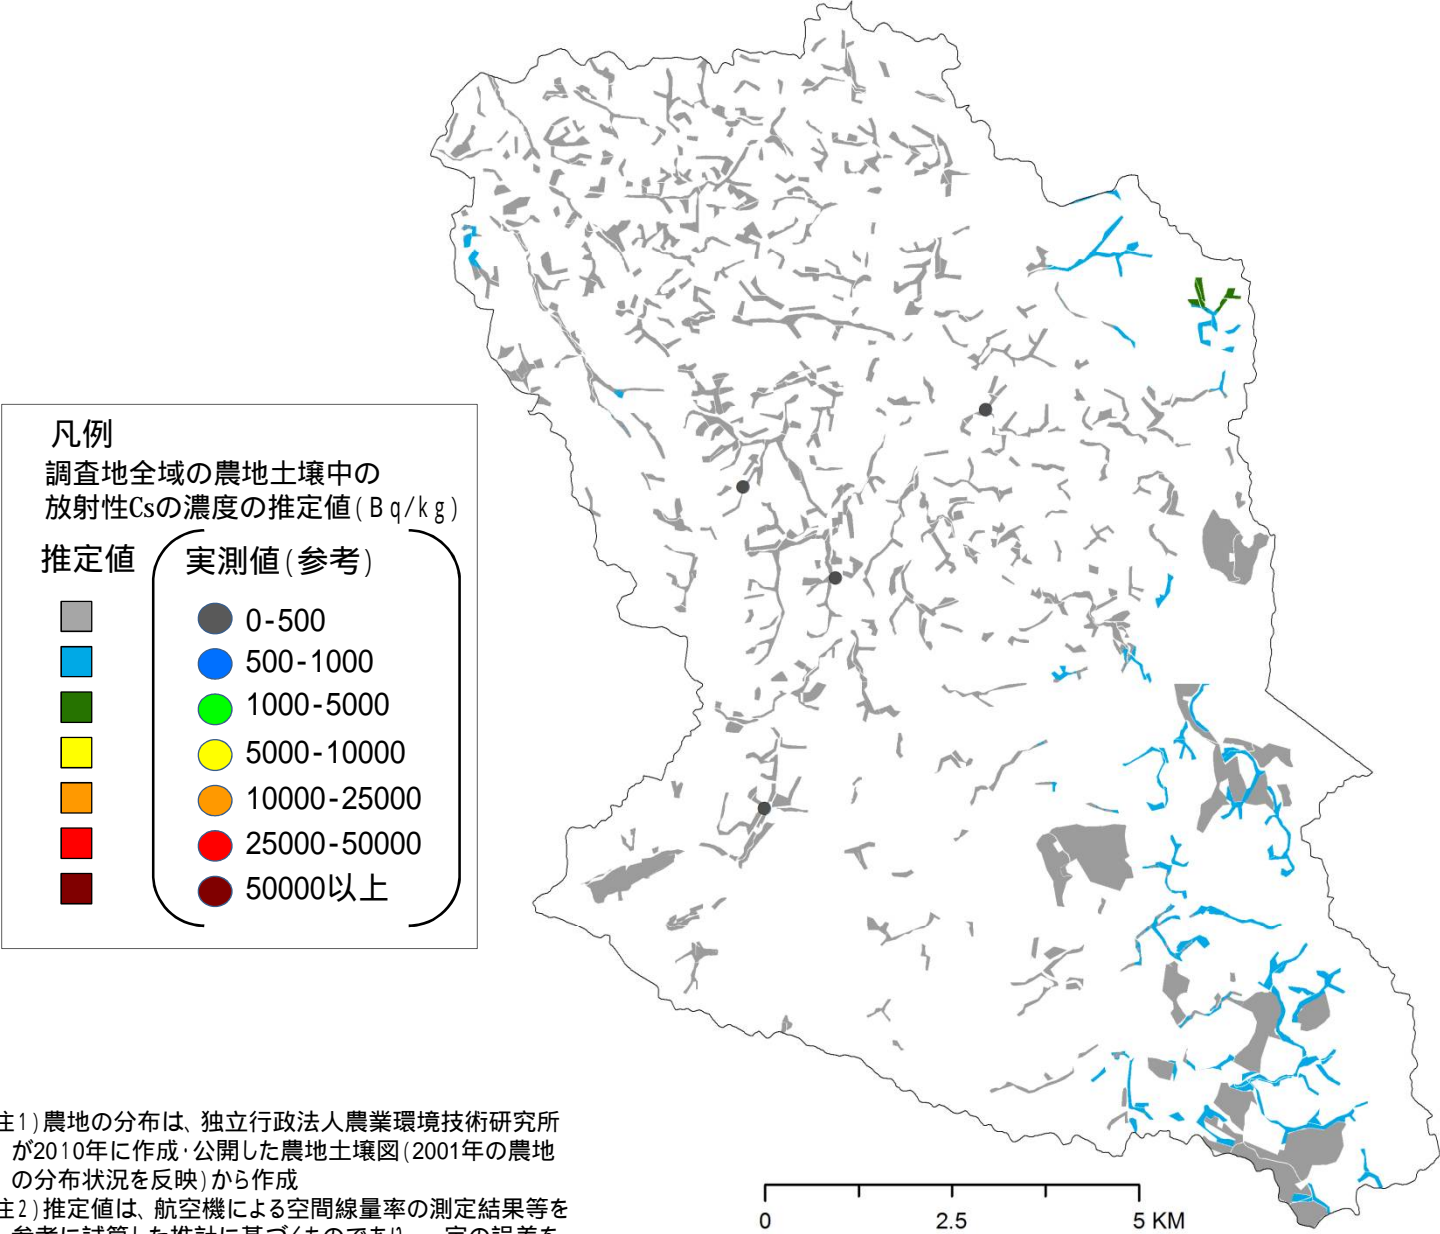 凡例
調査地全域の農地土壌中の
放射性Csの濃度の推定値(Bq/kg)
推定値 実測値(参考)
0-500
500-1000
1000-5000
5000-10000
10000-25000
25000-50000
50000以上
注1)農地の分布は、独立行政法人農業環境技術研究所
が2010年に作成・公開した農地土壌図(2001年の農地
の分布状況を反映)から作成
注2)推定値は、航空機による空間線量率の測定結果等を
0 2.5 5 KM